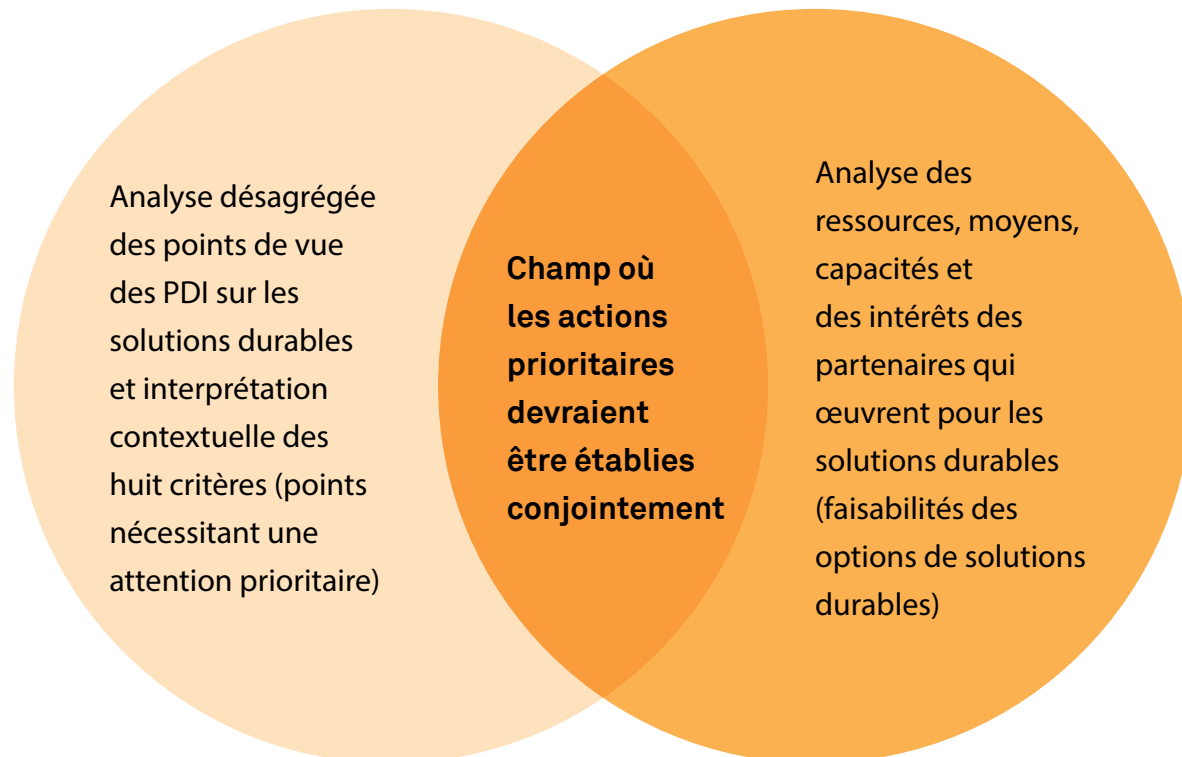 Analyse désagrégée
des points de vue
des PDI sur les
solutions durables
et interprétation
contextuelle des
huit critères (points
nécessitant une
attention prioritaire)
Champ où
les actions
prioritaires
devraient
être établies
conjointement
Analyse des
ressources, moyens,
capacités et
des intérêts des
partenaires qui
œuvrent pour les
solutions durables
(faisabilités des
options de solutions
durables)